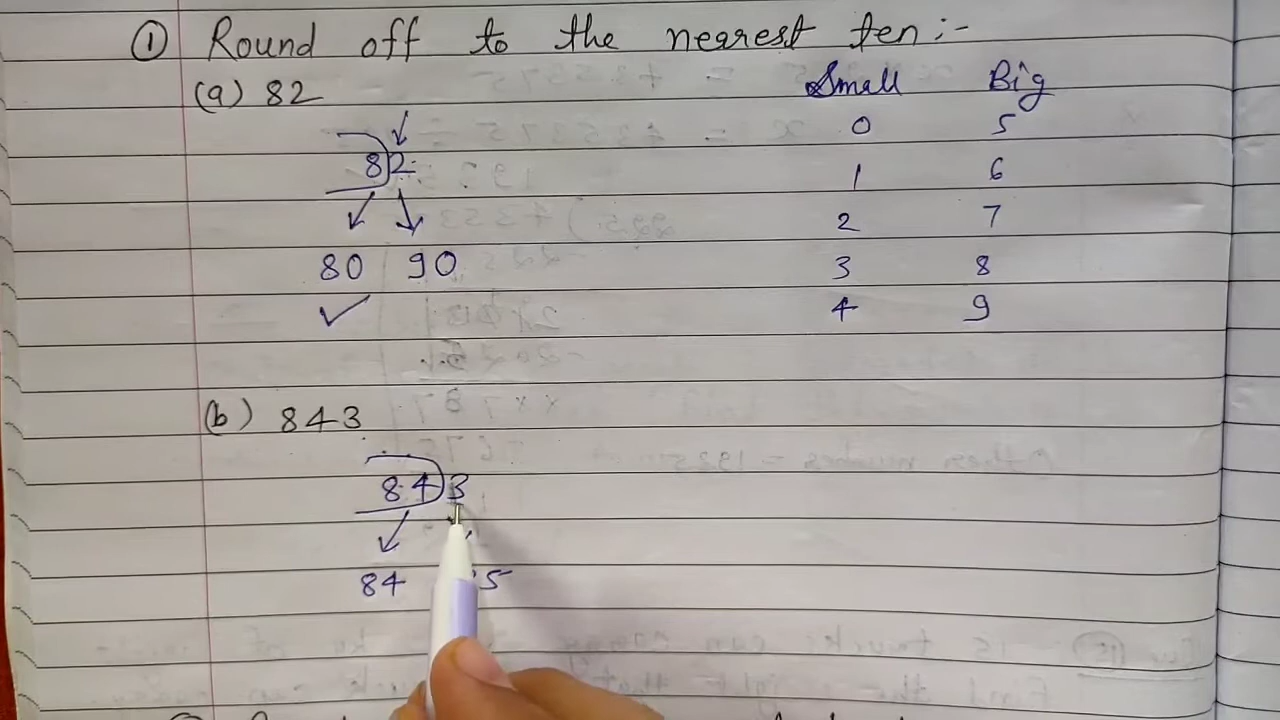 ① Round off to the nearest ten:-
(a) 82
Small Big
0 5
1 6
2 7
3 8
4 9
82
80 90
(b) 843
843
84 5